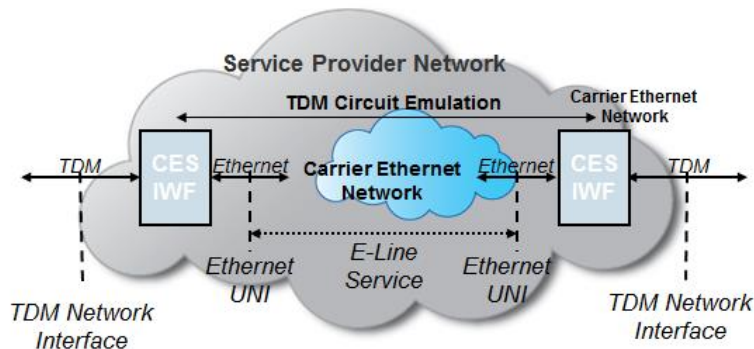 Service Provider Network
TDM Circuit Emulation
Carrier Ethernet
Network
TDM
CES
IWF
Ethernet
Carrier Ethernet
Network
Ethernet
CES
IWF
TDM
E-Line
Service
Ethernet
UNI
Ethernet
UNI
TDM Network
Interface
TDM Network
Interface